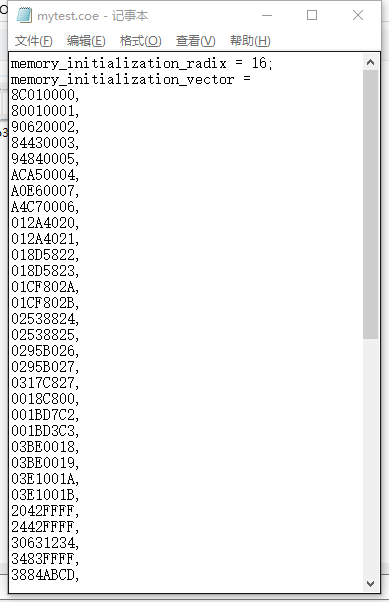 mytest.coe - 记事本
文件(F) 编辑(E) 格式(O) 查看(V) 帮助(H)
memory_initialization_radix = 16;
memory_initialization_vector =
8C010000,
80010001,
90620002,
84430003,
94840005,
ACA50004,
A0E60007,
A4C70006,
012A4020,
012A4021,
018D5822,
018D5823,
01CF802A,
01CF802B,
02538824,
02538825,
0295B026,
0295B027,
0317C827,
0018C800,
001BD7C2,
001BD3C3,
03BE0018,
03BE0019,
03E1001A,
03E1001B,
2042FFFF,
2442FFFF,
30631234,
3483FFFF,
3884ABCD,